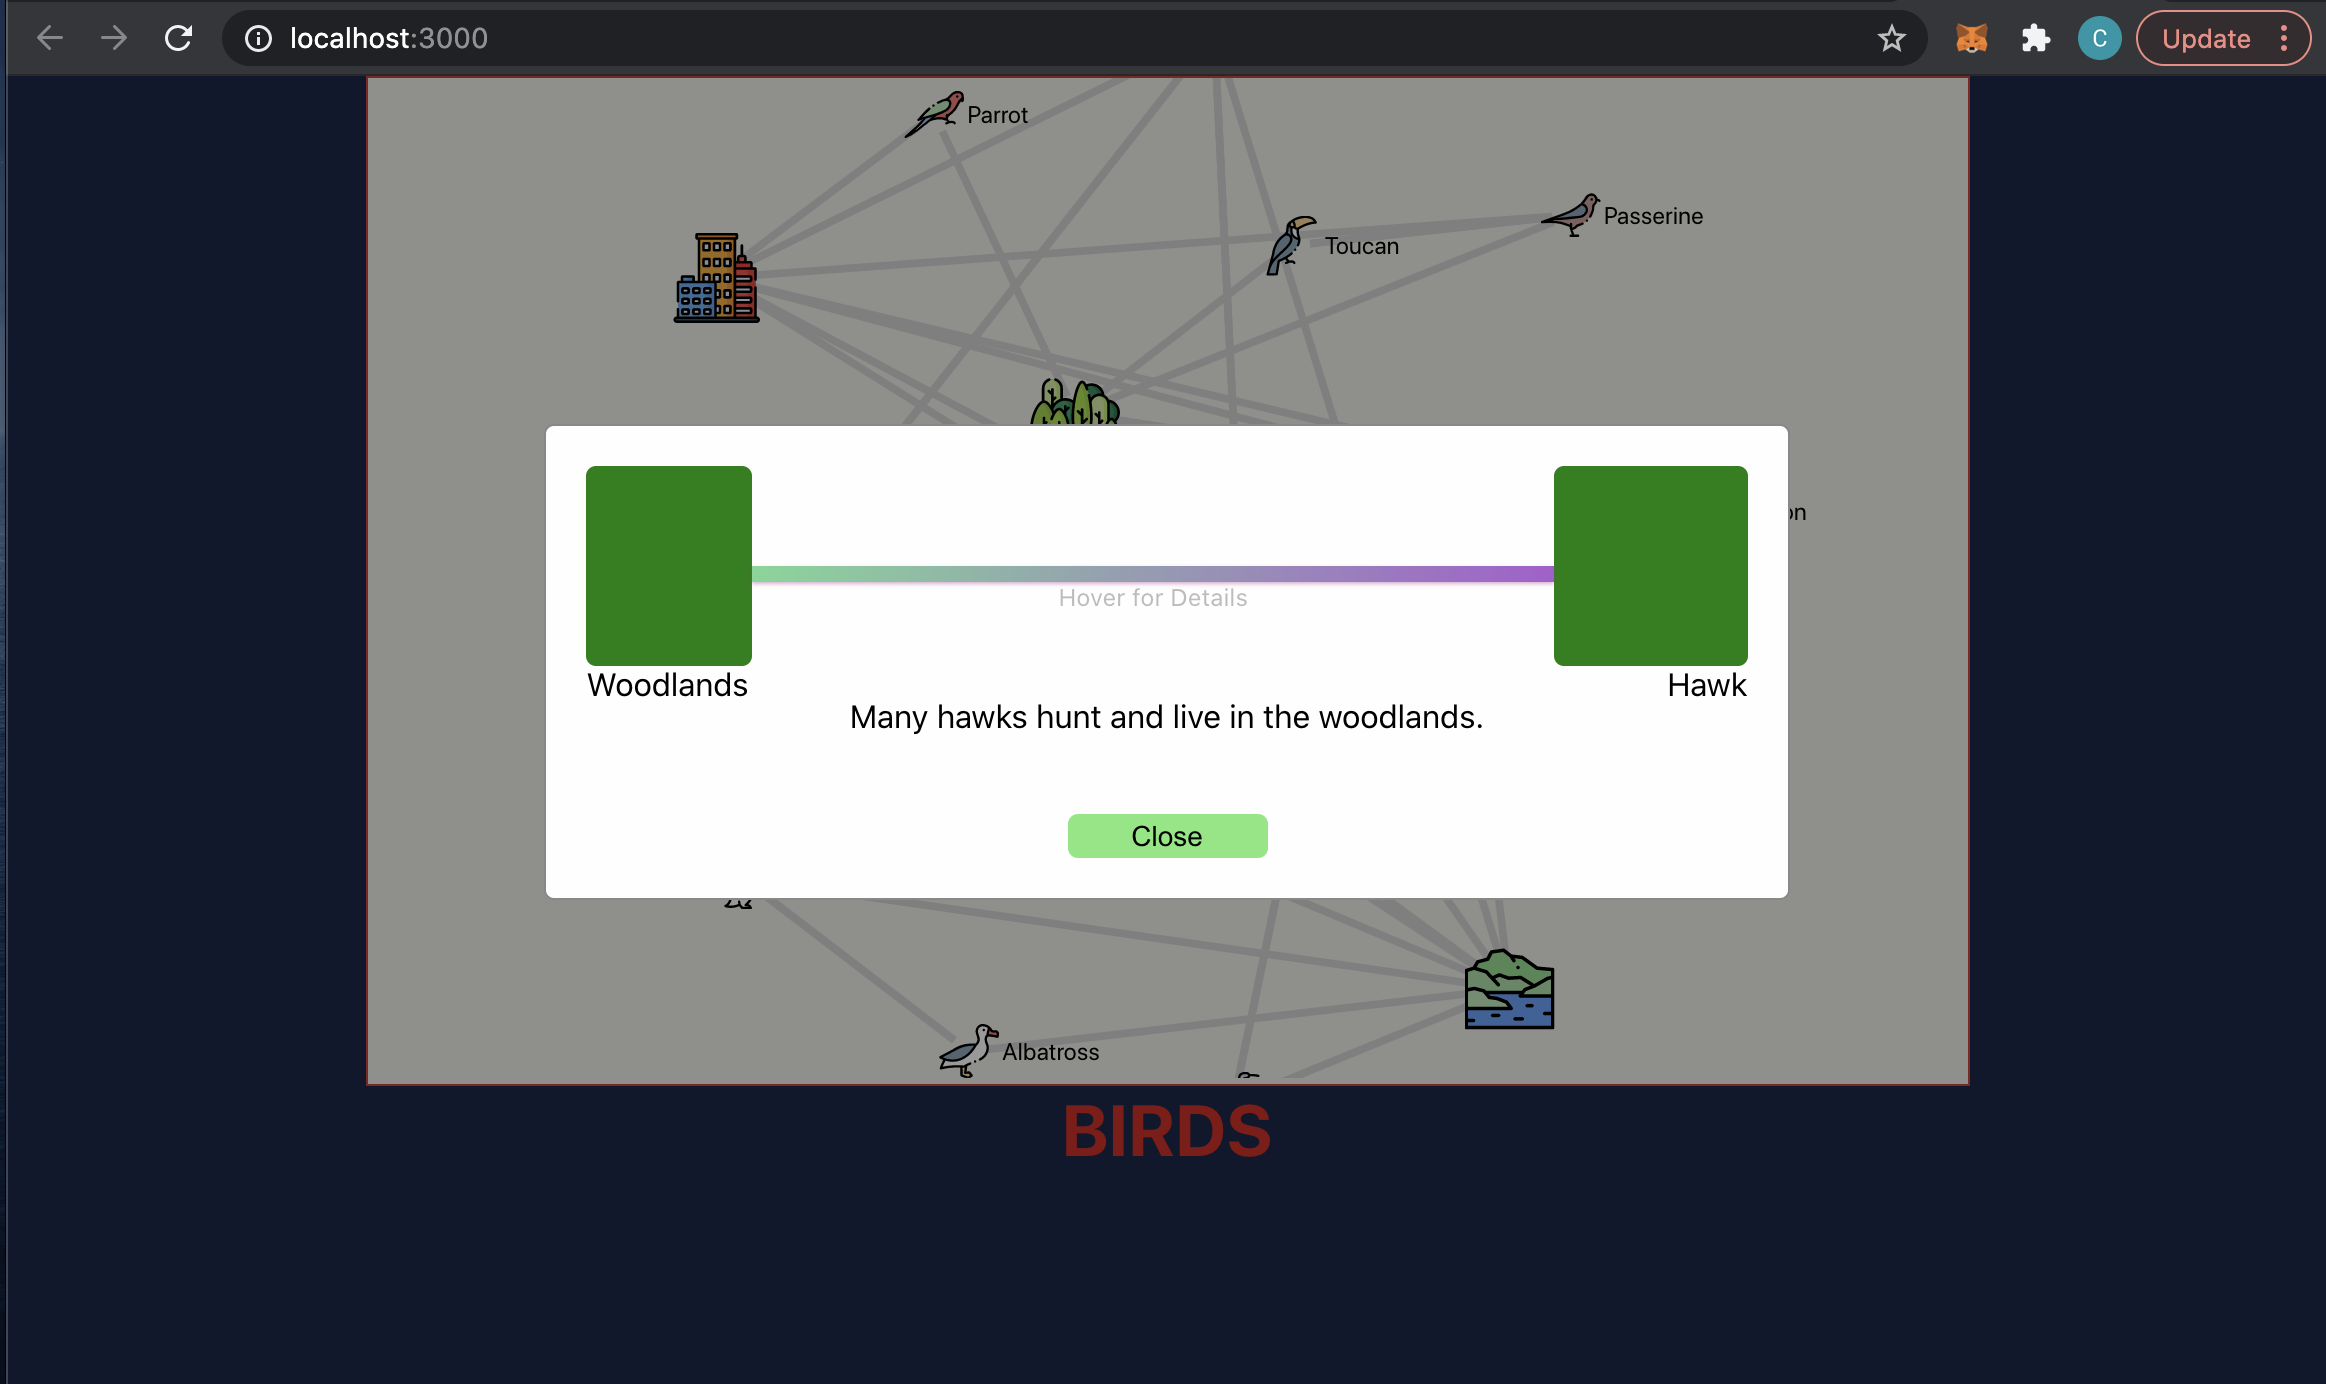 localhost:3000
C
Update
Parrot
Passerine
Toucan
on
Hover for Details
Woodlands
Hawk
Many hawks hunt and live in the woodlands.
Close
Albatross
BIRDS